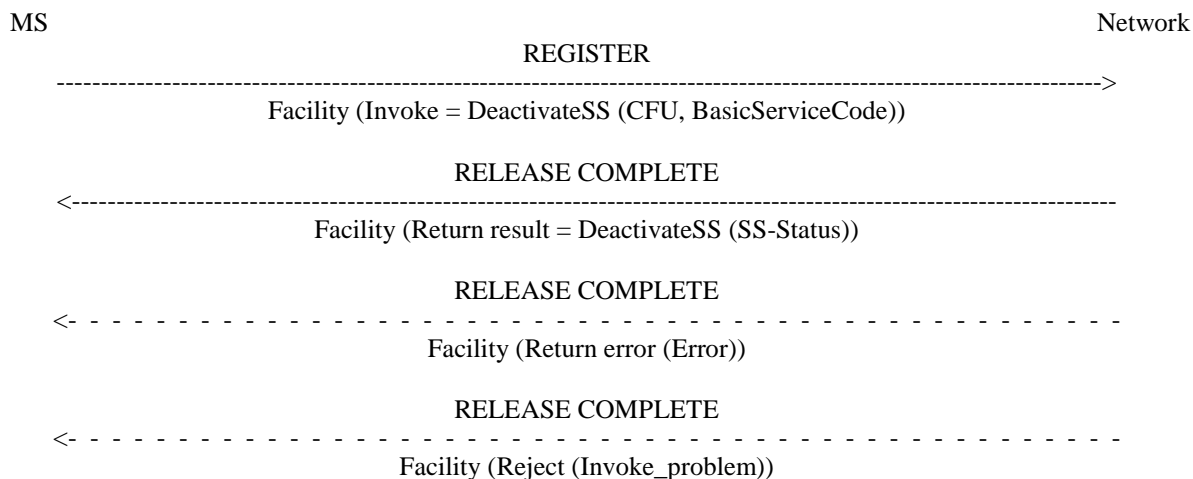 MS Network
REGISTER
Facility (Invoke = DeactivateSS (CFU, BasicServiceCode))
RELEASE COMPLETE
Facility (Return result = DeactivateSS (SS-Status))
RELEASE COMPLETE
Facility (Return error (Error))
RELEASE COMPLETE
Facility (Reject (Invoke_problem))